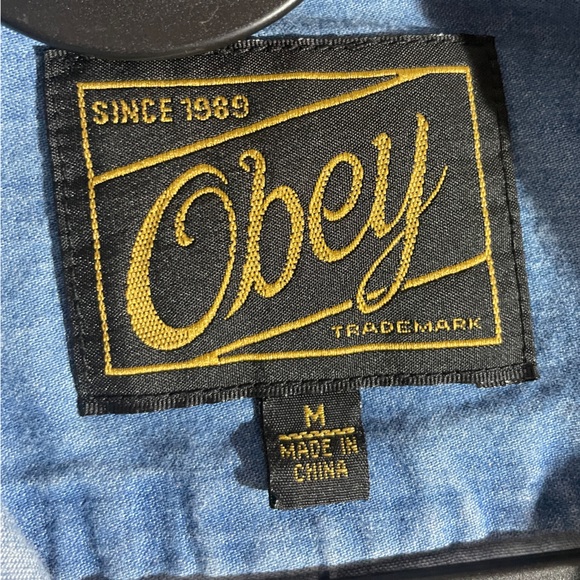 SINCE 1989
Obey
TRADEMARK
M
MADE IN
CHINA